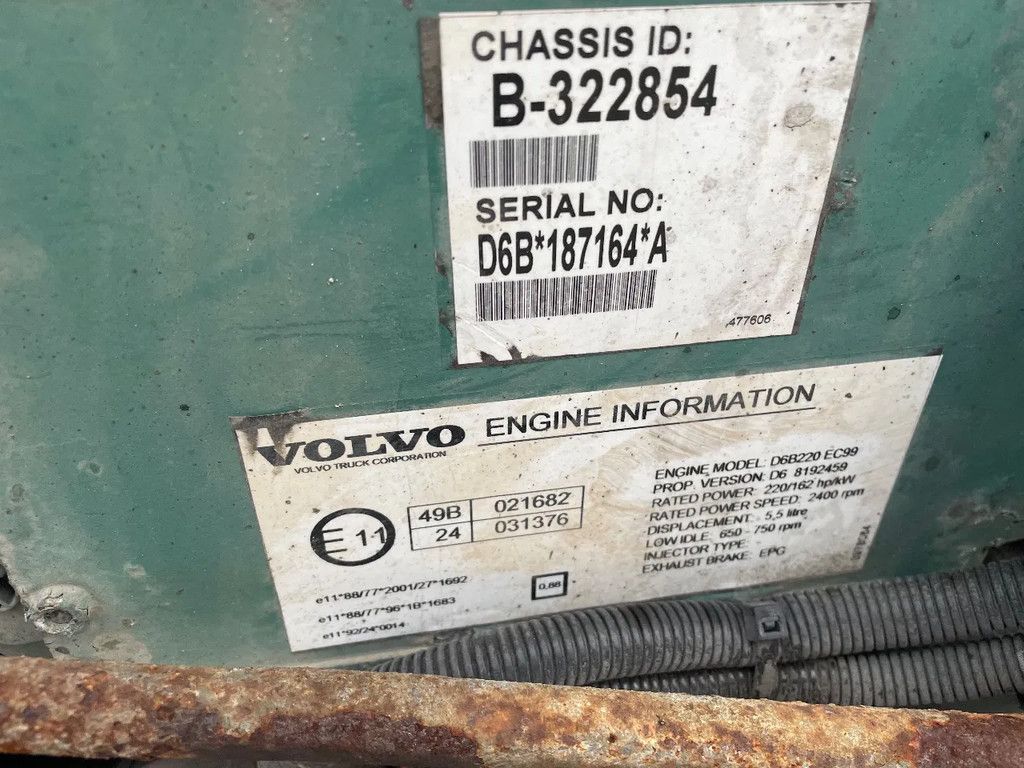 CHASSIS ID:
B-322854
SERIAL NO:
D6B*187164*A
477606
VOLVO ENGINE INFORMATION
VOLVO TRUCK CORPORATION
E 11
49B 021682
24 031376
e11*88/77*2001/27*1692
e11*88/77*96*1B*1683
e11*92/24*0014
0.88
ENGINE MODEL: D6B220 EC99
PROP. VERSION: D6 8192459
RATED POWER: 220/162 hp/kW
RATED POWER SPEED: 2400 rpm
DISPLACEMENT: 5,5 litre
LOW IDLE: 650 - 750 rpm
INJECTOR TYPE:
EXHAUST BRAKE: EPG